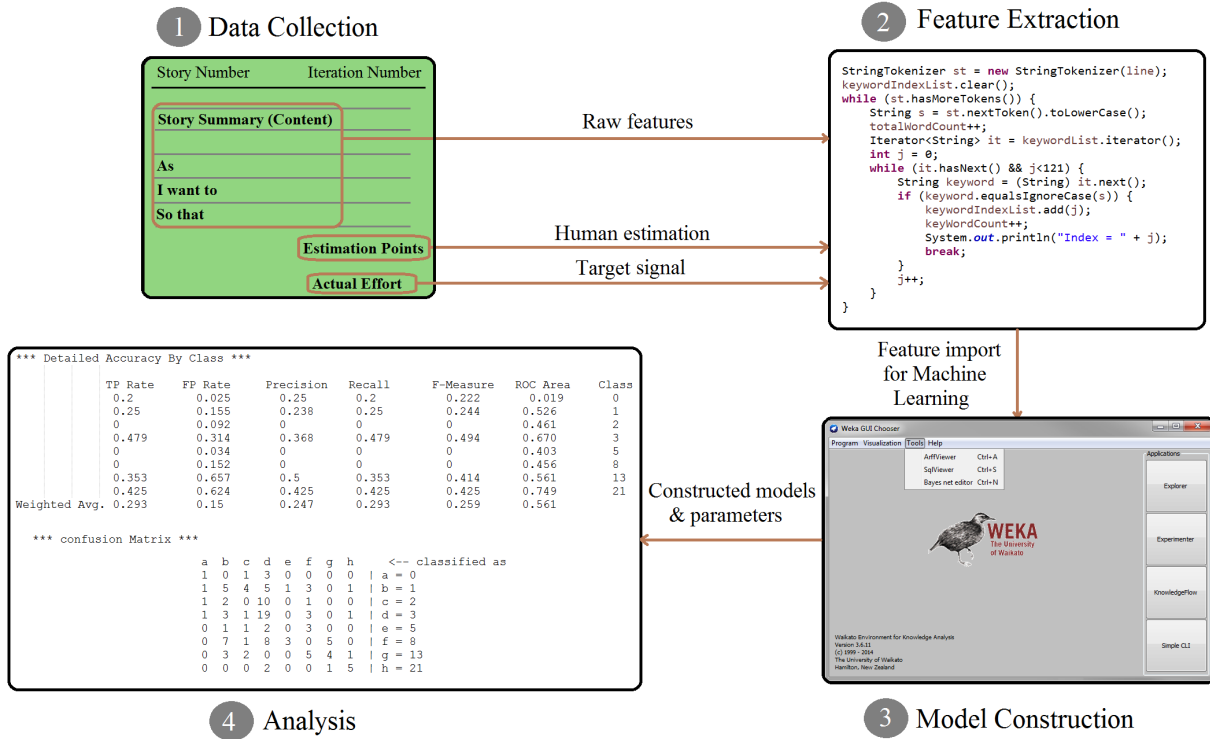 1 Data Collection
Story Number Iteration Number
Story Summary (Content)
As
I want to
So that
Estimation Points
Actual Effort
Raw features
Human estimation
Target signal
2 Feature Extraction
StringTokenizer st = new StringTokenizer(line);
keywordIndexList.clear();
while (st.hasMoreTokens()) {
String s = st.nextToken().toLowerCase();
totalWordCount++;
Iterator<String> it = keywordList.iterator();
int j = 0;
while (it.hasNext() && j<121) {
String keyword = (String) it.next();
if (keyword.equalsIgnoreCase(s)) {
keywordIndexList.add(j);
keyWordCount++;
System.out.println("Index = " + j);
break;
}
j++;
}
}
Feature import
for Machine
Learning
Weka GUI Chooser
Program Visualization Tools Help
ArffViewer Ctrl+A
SqlViewer Ctrl+S
Bayes net editor Ctrl+N
Applications
Explorer
Experimenter
KnowledgeFlow
Simple CLI
WEKA
The University
of Waikato
Waikato Environment for Knowledge Analysis
Version 3.6.11
(c) 1999 - 2014
The University of Waikato
Hamilton, New Zealand
3 Model Construction
Constructed models
& parameters
*** Detailed Accuracy By Class ***
TP Rate FP Rate Precision Recall F-Measure ROC Area Class
0.2 0.025 0.25 0.2 0.222 0.019 0
0.25 0.155 0.238 0.25 0.244 0.526 1
0 0.092 0 0 0 0.461 2
0.479 0.314 0.368 0.479 0.494 0.670 3
0 0.034 0 0 0 0.403 5
0 0.152 0 0 0 0.456 8
0.353 0.657 0.5 0.353 0.414 0.561 13
0.425 0.624 0.425 0.425 0.425 0.749 21
Weighted Avg. 0.293 0.15 0.247 0.293 0.259 0.561
*** confusion Matrix ***
a b c d e f g h <-- classified as
1 0 1 3 0 0 0 0 | a = 0
1 5 4 5 1 3 0 1 | b = 1
1 2 0 10 0 1 0 0 | c = 2
1 3 1 19 0 3 0 1 | d = 3
0 1 1 2 0 3 0 0 | e = 5
0 7 1 8 3 0 5 0 | f = 8
0 3 2 0 0 5 4 1 | g = 13
0 0 0 2 0 0 1 5 | h = 21
4 Analysis